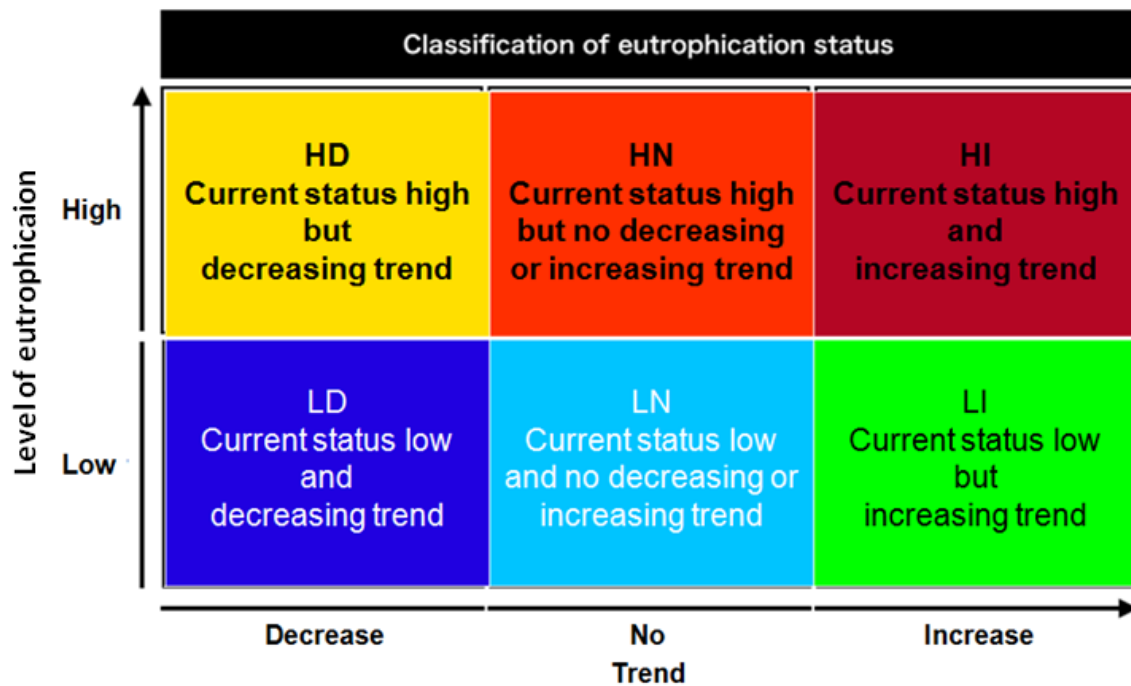 Classification of eutrophication status
Level of eutrophicaion
High
HD
Current status high
but
decreasing trend
HN
Current status high
but no decreasing
or increasing trend
HI
Current status high
and
increasing trend
Low
LD
Current status low
and
decreasing trend
LN
Current status low
and no decreasing or
increasing trend
LI
Current status low
but
increasing trend
Decrease
No
Increase
Trend